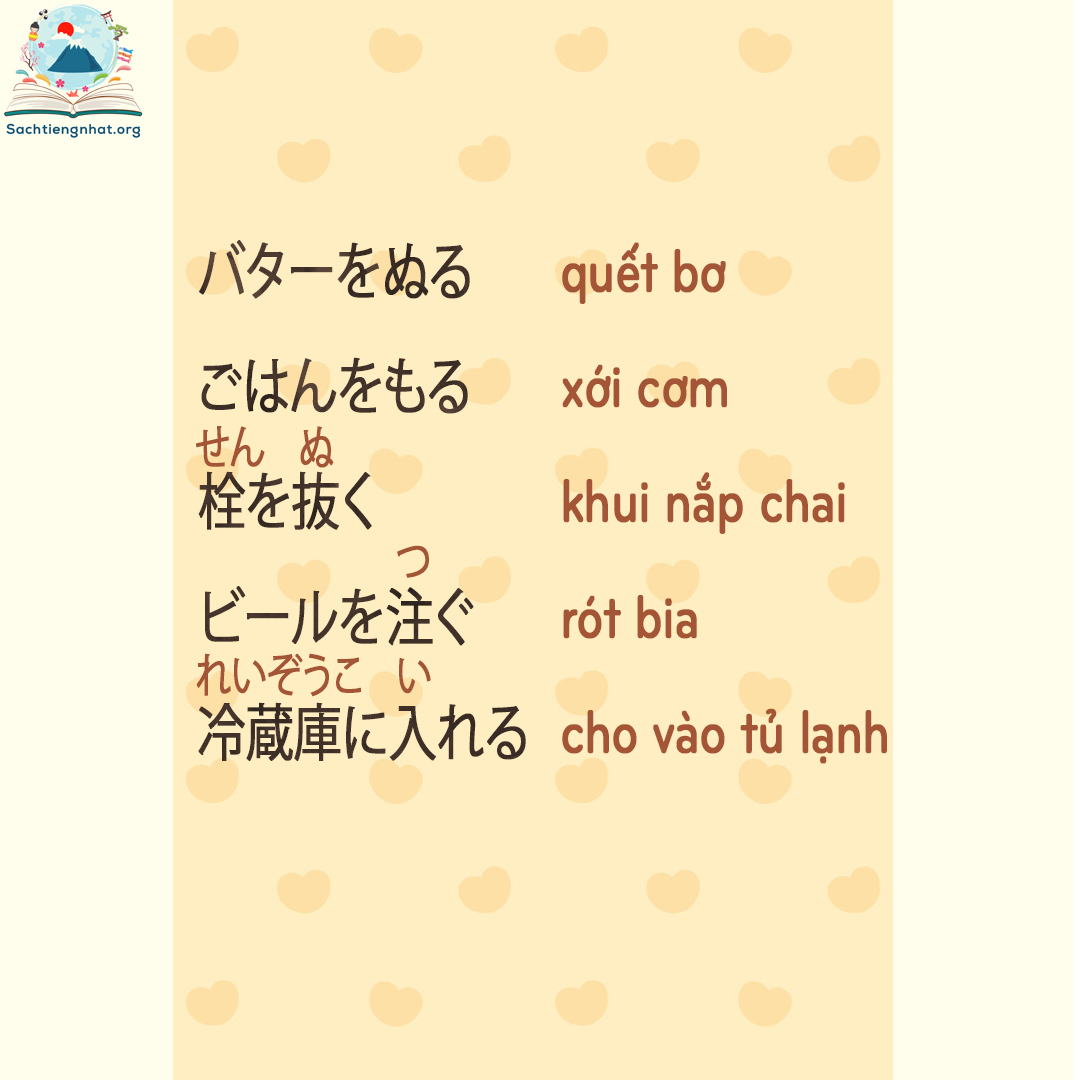 Sachtiengnhat.org
バターをぬる quết bơ
ごはんをもる xới cơm
せん ぬ
栓を抜く khui nắp chai
つ
ビールを注ぐ rót bia
れいぞうこ い
冷蔵庫に入れる cho vào tủ lạnh